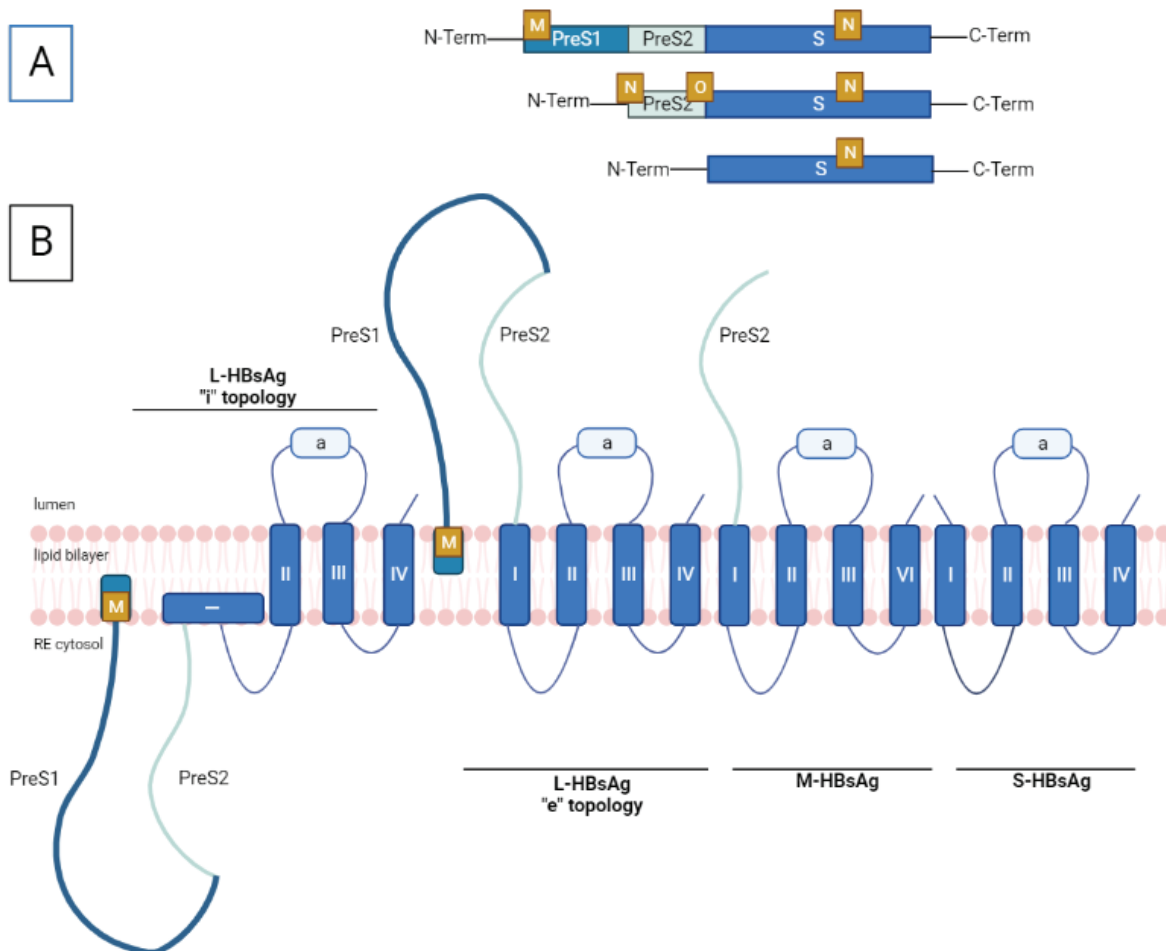 A
M
N
N-Term
PreS1
PreS2
S
C-Term
N
O
N
N-Term
PreS2
S
C-Term
N
N-Term
S
C-Term
B
PreS1
PreS2
PreS2
L-HBsAg
"i" topology
a
a
a
a
lumen
lipid bilayer
RE cytosol
M
I
II
III
IV
M
I
II
III
IV
I
II
III
VI
I
II
III
IV
PreS1
PreS2
L-HBsAg
"e" topology
M-HBsAg
S-HBsAg